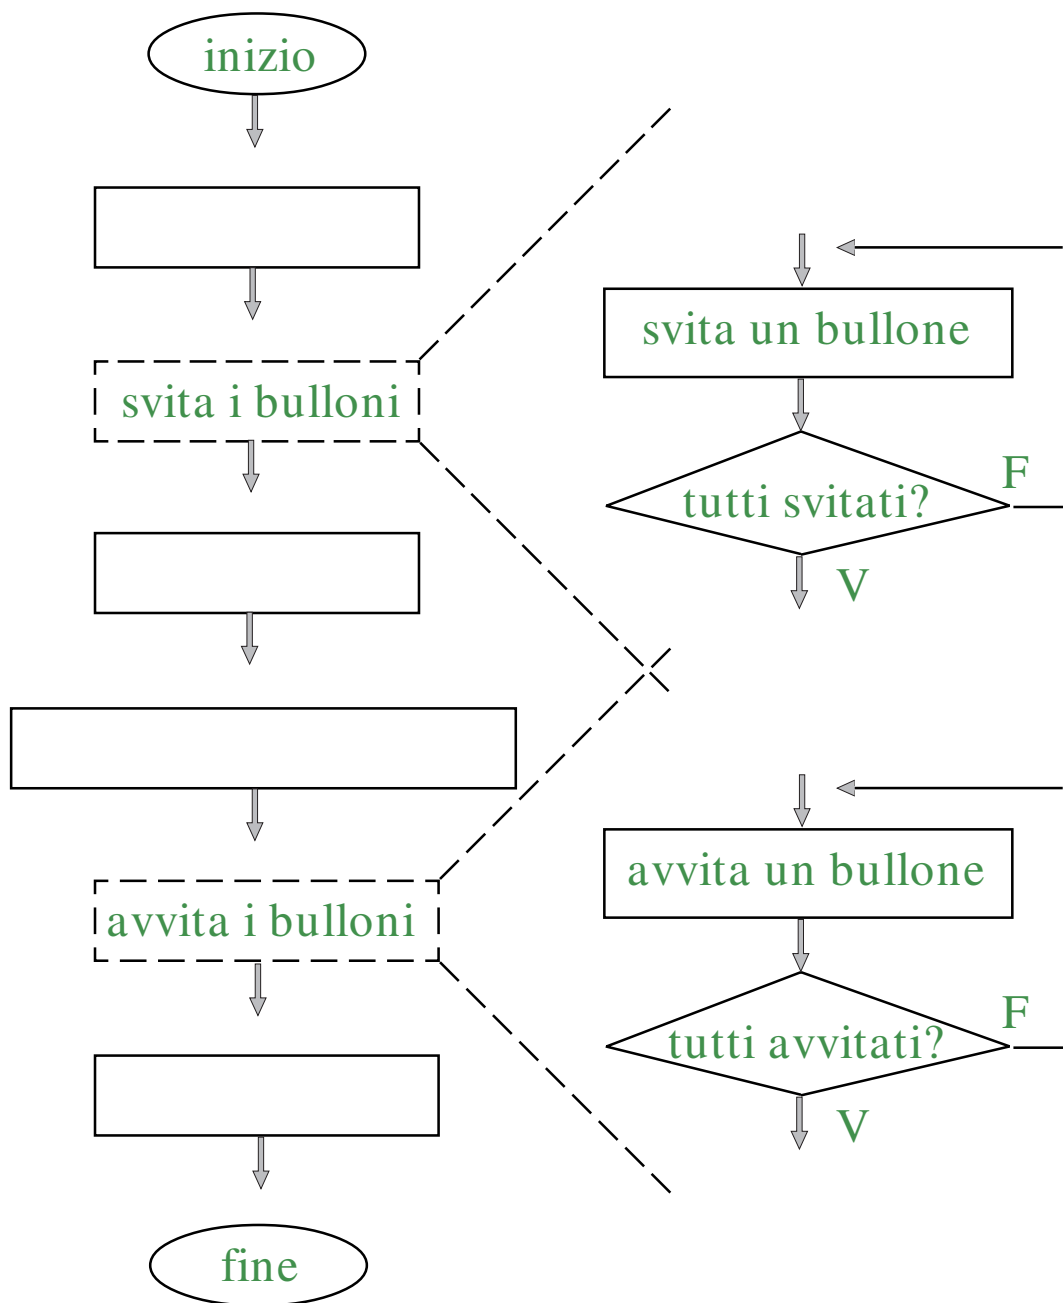 inizio
svita i bulloni
avvita i bulloni
fine
svita un bullone
tutti svitati?
F
V
avvita un bullone
tutti avvitati?
F
V